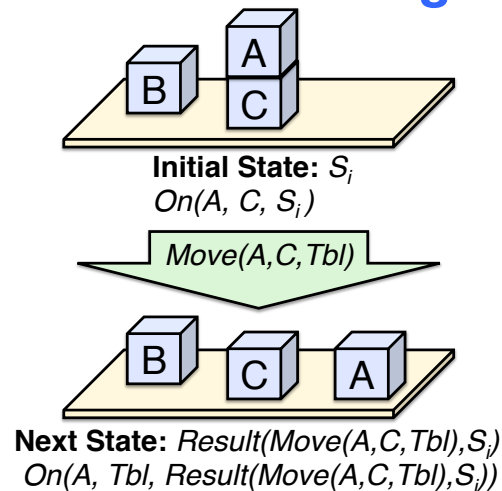 g
A
B
C
Initial State: Si
On(A, C, Si)
Move(A,C,Tbl)
B
C
A
Next State: Result(Move(A,C,Tbl),Si)
On(A, Tbl, Result(Move(A,C,Tbl),Si))